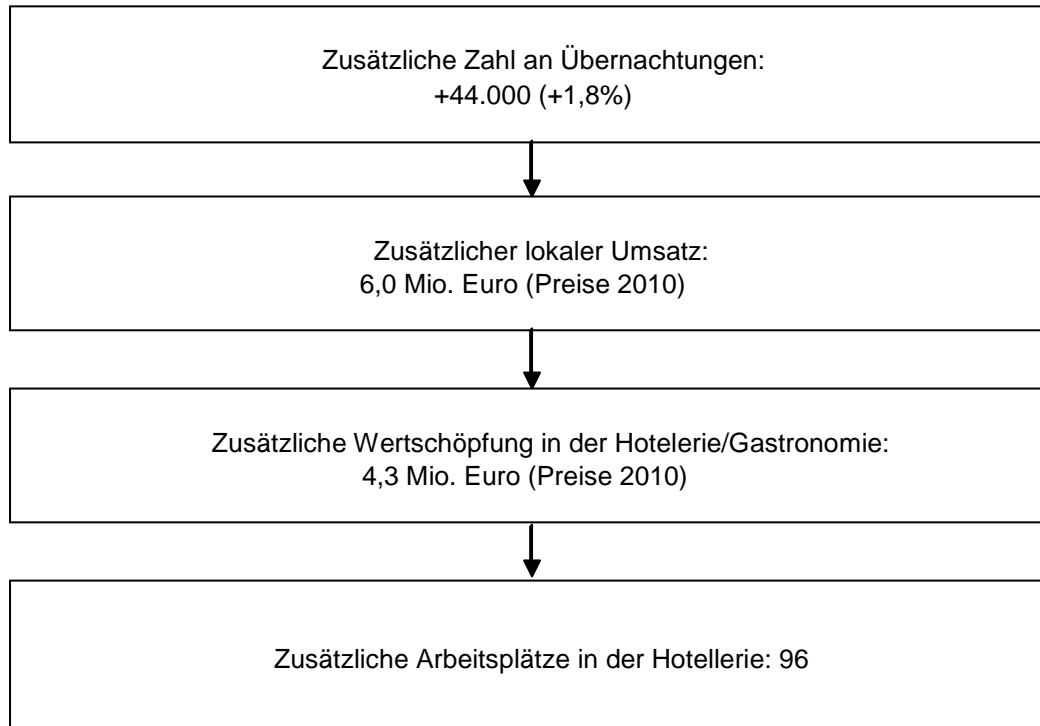 Zusätzliche Zahl an Übernachtungen:
+44.000 (+1,8%)
Zusätzlicher lokaler Umsatz:
6,0 Mio. Euro (Preise 2010)
Zusätzliche Wertschöpfung in der Hotelerie/Gastronomie:
4,3 Mio. Euro (Preise 2010)
Zusätzliche Arbeitsplätze in der Hotellerie: 96